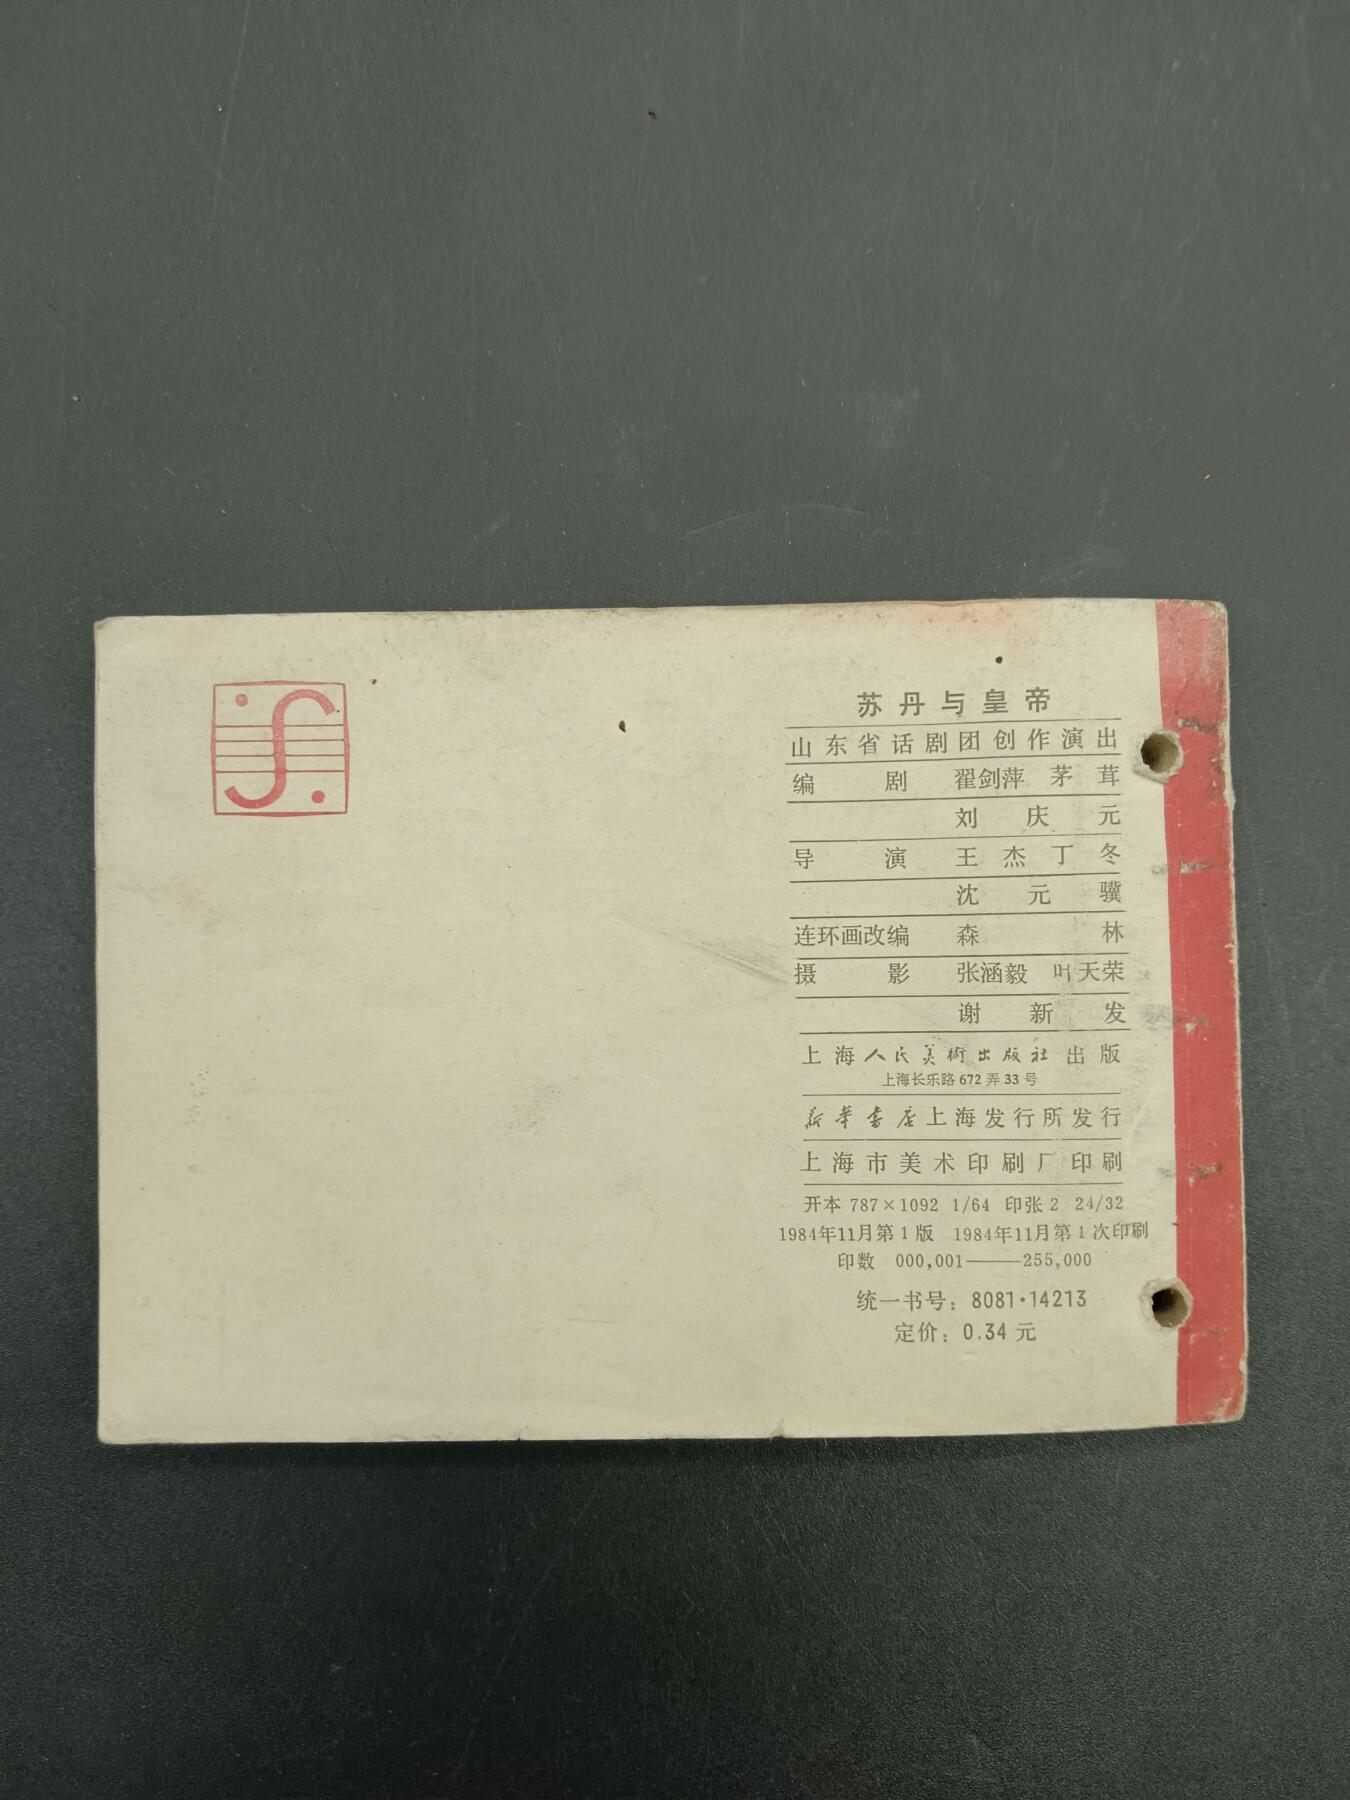 苏丹与皇帝
山东省话剧团创作演出
编剧 翟剑萍 茅茸
刘庆元
导演 王杰 丁冬
沈元骥
连环画改编 森林
摄影 张涵毅 叶天荣
谢新发
上海人民美術出版社出版
上海长乐路672弄33号
新华书店上海发行所发行
上海市美术印刷厂印刷
开本 787×1092 1/64 印张 2 24/32
1984年11月第1版 1984年11月第1次印刷
印数 000,001——255,000
统一书号：8081·14213
定价：0.34元